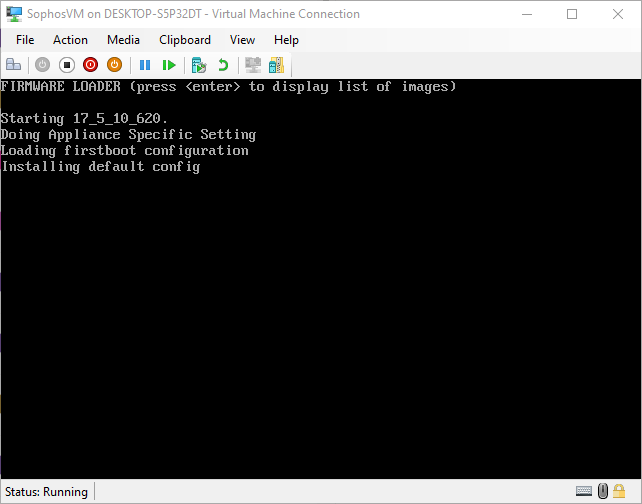 SophosVM on DESKTOP-S5P32DT - Virtual Machine Connection
File Action Media Clipboard View Help
FIRMWARE LOADER (press <enter> to display list of images)
Starting 17_5_10_620.
Doing Appliance Specific Setting
Loading firstboot configuration
Installing default config
Status: Running